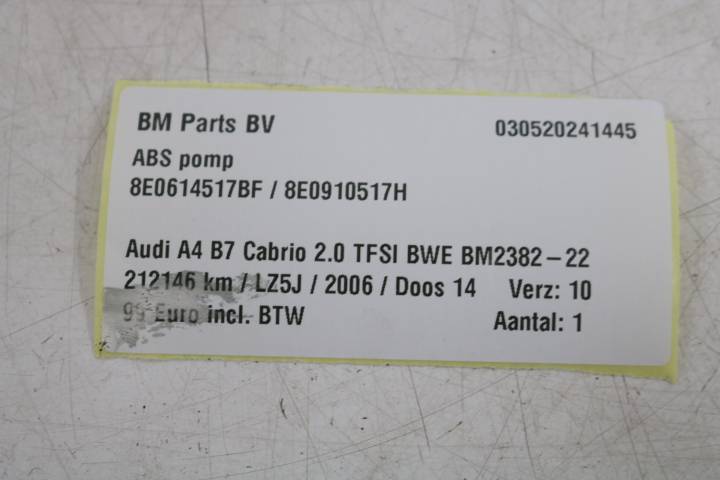 BM Parts BV 030520241445
ABS pomp
8E0614517BF / 8E0910517H
Audi A4 B7 Cabrio 2.0 TFSI BWE BM2382-22
212146 km / LZ5J / 2006 / Doos 14 Verz: 10
99 Euro incl. BTW Aantal: 1